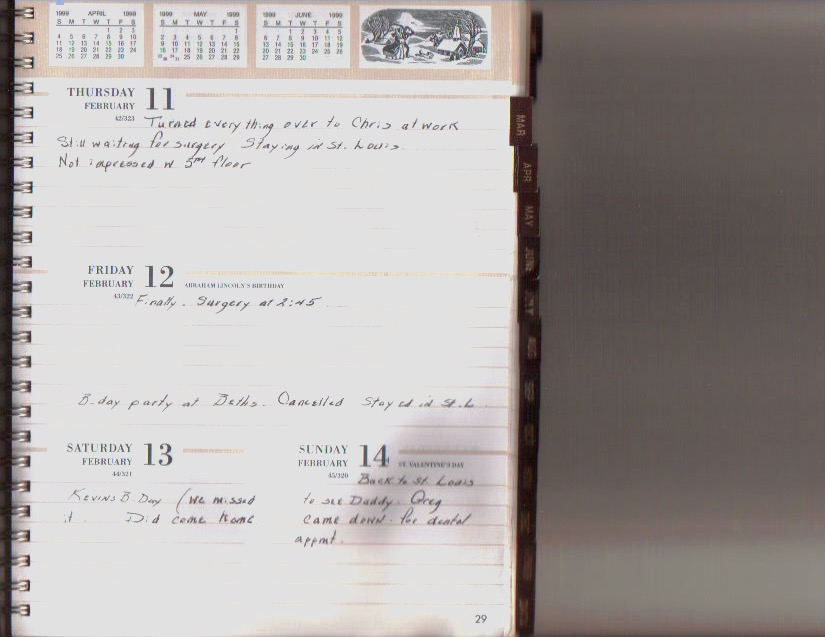 1999 APRIL 1999
S M T W T F S
1 2 3
4 5 6 7 8 9 10
11 12 13 14 15 16 17
18 19 20 21 22 23 24
25 26 27 28 29 30
1999 MAY 1999
S M T W T F S
1
2 3 4 5 6 7 8
9 10 11 12 13 14 15
16 17 18 19 20 21 22
23 30 24 31 25 26 27 28 29
1999 JUNE 1999
S M T W T F S
1 2 3 4 5
6 7 8 9 10 11 12
13 14 15 16 17 18 19
20 21 22 23 24 25 26
27 28 29 30
THURSDAY 11
FEBRUARY
42/323
Turned everything over to Chris at work
Still waiting for surgery Staying in St. Louis.
Not impressed w 5th floor
FRIDAY 12
FEBRUARY ABRAHAM LINCOLN'S BIRTHDAY
43/322
Finally. Surgery at 2:45
B-day party at Beths. Cancelled Stayed in St. L.
SATURDAY 13
FEBRUARY
44/321
Kevins B Day (we missed
it. Did come home
SUNDAY 14
FEBRUARY ST. VALENTINE'S DAY
45/320
Back to St. Louis
to see Daddy. Greg
came down for dental
appmt.
29
MAR
APR
MAY
JUNE